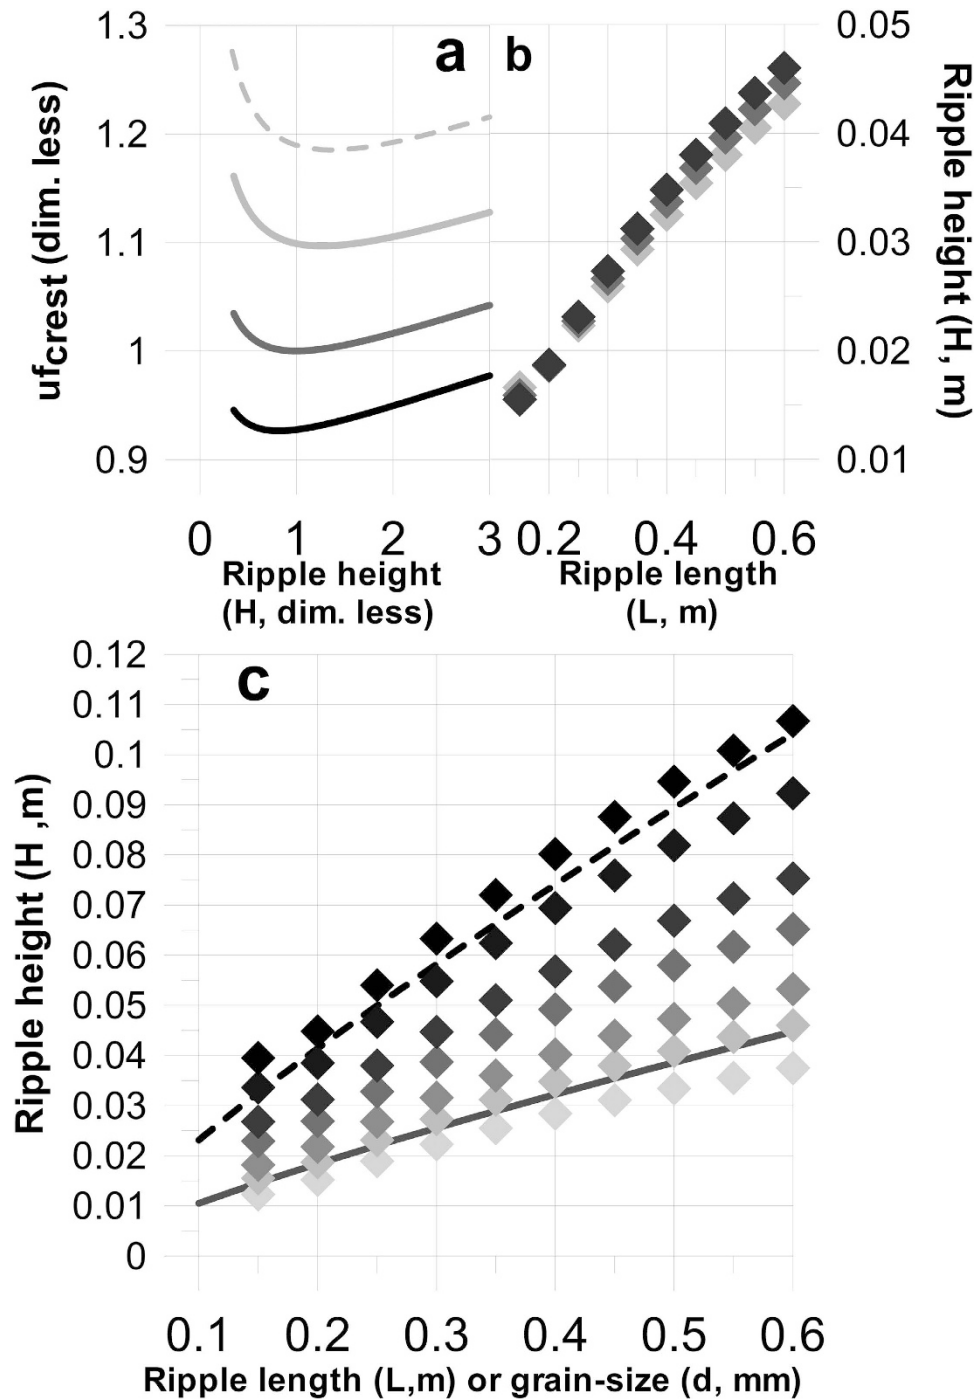 a b
1.3
1.2
1.1
1
0.9
ufcrest (dim. less)
0.05
0.04
0.03
0.02
0.01
Ripple height (H, m)
0 1 2 3 0.2 0.4 0.6
Ripple height
(H, dim. less)
Ripple length
(L, m)
c
0.12
0.11
0.1
0.09
0.08
0.07
0.06
0.05
0.04
0.03
0.02
0.01
0
Ripple height (H ,m)
0.1 0.2 0.3 0.4 0.5 0.6
Ripple length (L,m) or grain-size (d, mm)